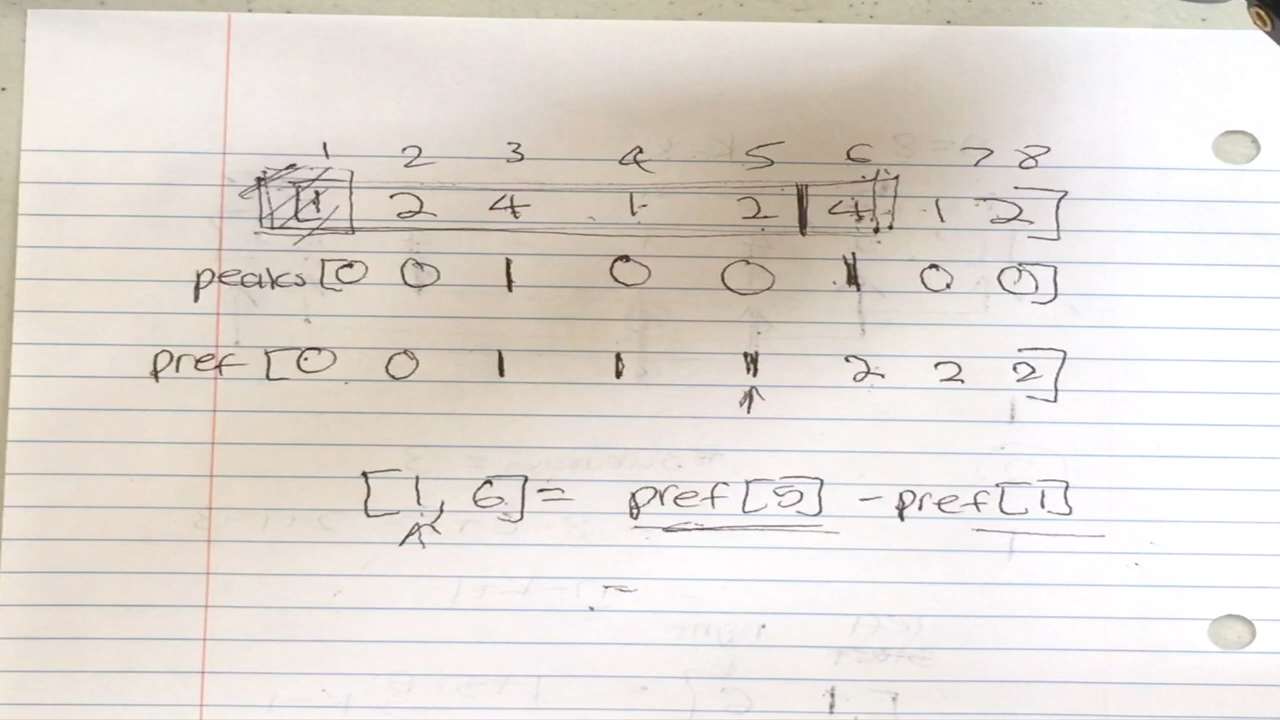 1 2 3 4 5 6 7 8
[1 2 4 1 2 4 1 2]
peaks [0 0 1 0 0 1 0 0]
pref [0 0 1 1 1 2 2 2]
[1, 6] = pref[5] - pref[1]
=